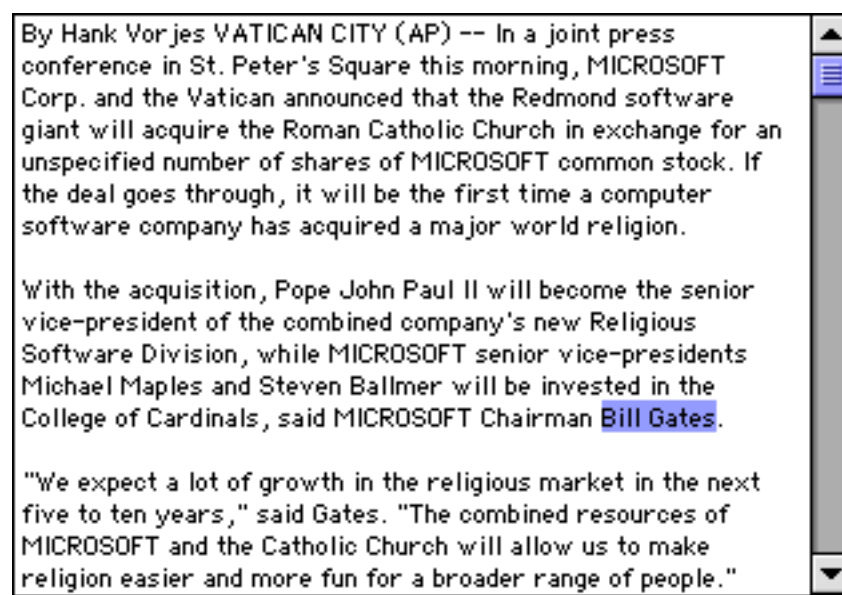 By Hank Vorjes VATICAN CITY (AP) -- In a joint press
conference in St. Peter's Square this morning, MICROSOFT
Corp. and the Vatican announced that the Redmond software
giant will acquire the Roman Catholic Church in exchange for an
unspecified number of shares of MICROSOFT common stock. If
the deal goes through, it will be the first time a computer
software company has acquired a major world religion.
With the acquisition, Pope John Paul II will become the senior
vice-president of the combined company's new Religious
Software Division, while MICROSOFT senior vice-presidents
Michael Maples and Steven Ballmer will be invested in the
College of Cardinals, said MICROSOFT Chairman Bill Gates.
"We expect a lot of growth in the religious market in the next
five to ten years," said Gates. "The combined resources of
MICROSOFT and the Catholic Church will allow us to make
religion easier and more fun for a broader range of people."